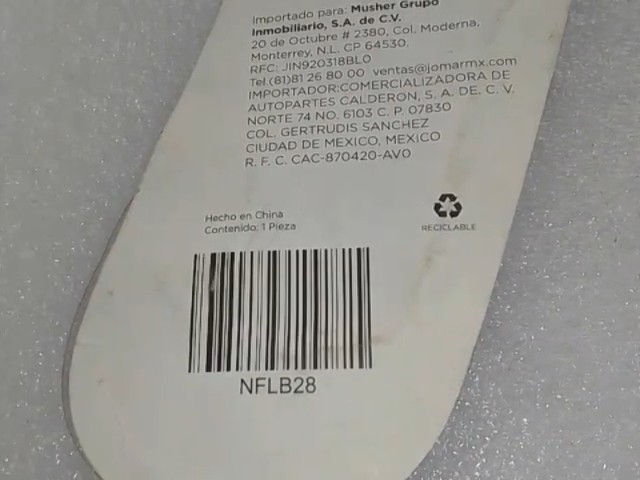 Importado para: Musher Grupo
Inmobiliario, S.A. de C.V.
20 de Octubre # 2380, Col. Moderna,
Monterrey, N.L. CP 64530.
RFC: JIN920318BL0
Tel.(81)81 26 80 00 ventas@jomarmx.com
IMPORTADOR:COMERCIALIZADORA DE
AUTOPARTES CALDERON, S. A. DE. C. V.
NORTE 74 NO. 6103 C. P. 07830
COL. GERTRUDIS SANCHEZ
CIUDAD DE MEXICO, MEXICO
R. F. C. CAC-870420-AV0
Hecho en China
Contenido: 1 Pieza
RECICLABLE
NFLB28